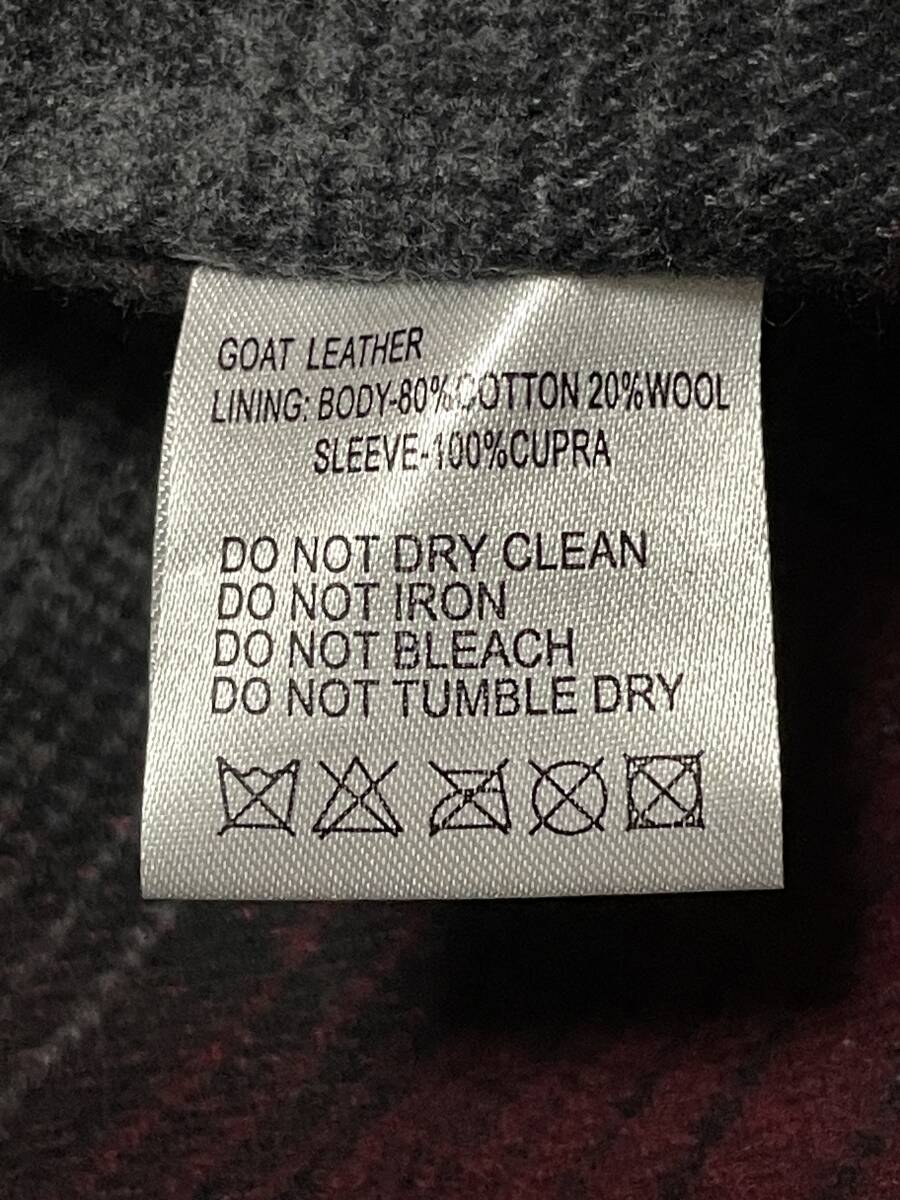 GOAT LEATHER
LINING: BODY-80%COTTON 20%WOOL
SLEEVE-100%CUPRA
DO NOT DRY CLEAN
DO NOT IRON
DO NOT BLEACH
DO NOT TUMBLE DRY